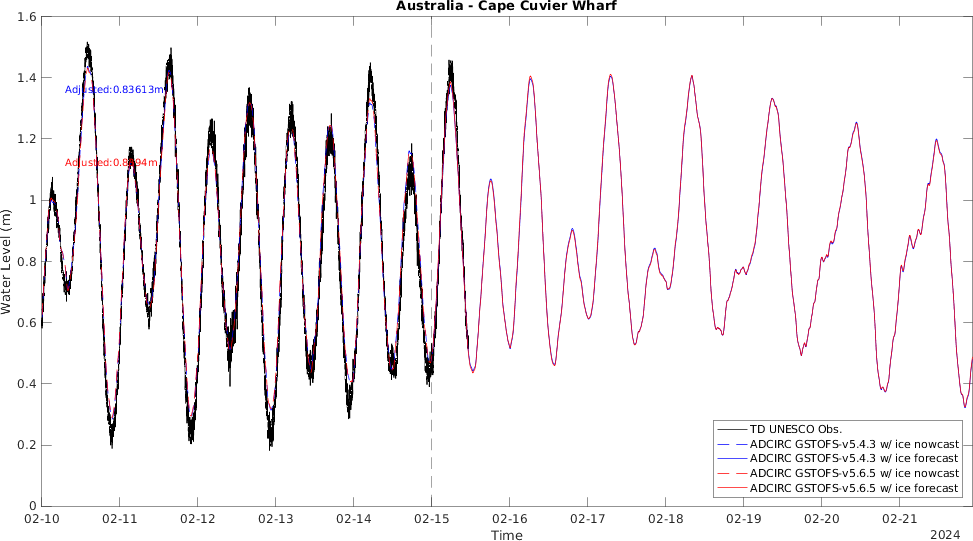 Australia - Cape Cuvier Wharf
1.6
1.4
1.2
1
0.8
0.6
0.4
0.2
0
Water Level (m)
Adjusted:0.83613m
02-10
02-11
02-12
02-13
02-14
02-15
02-16
02-17
02-18
02-19
02-20
02-21
Time
2024
TD UNESCO Obs.
ADCIRC GSTOFS-v5.4.3 w/ ice nowcast
ADCIRC GSTOFS-v5.4.3 w/ ice forecast
ADCIRC GSTOFS-v5.6.5 w/ ice nowcast
ADCIRC GSTOFS-v5.6.5 w/ ice forecast